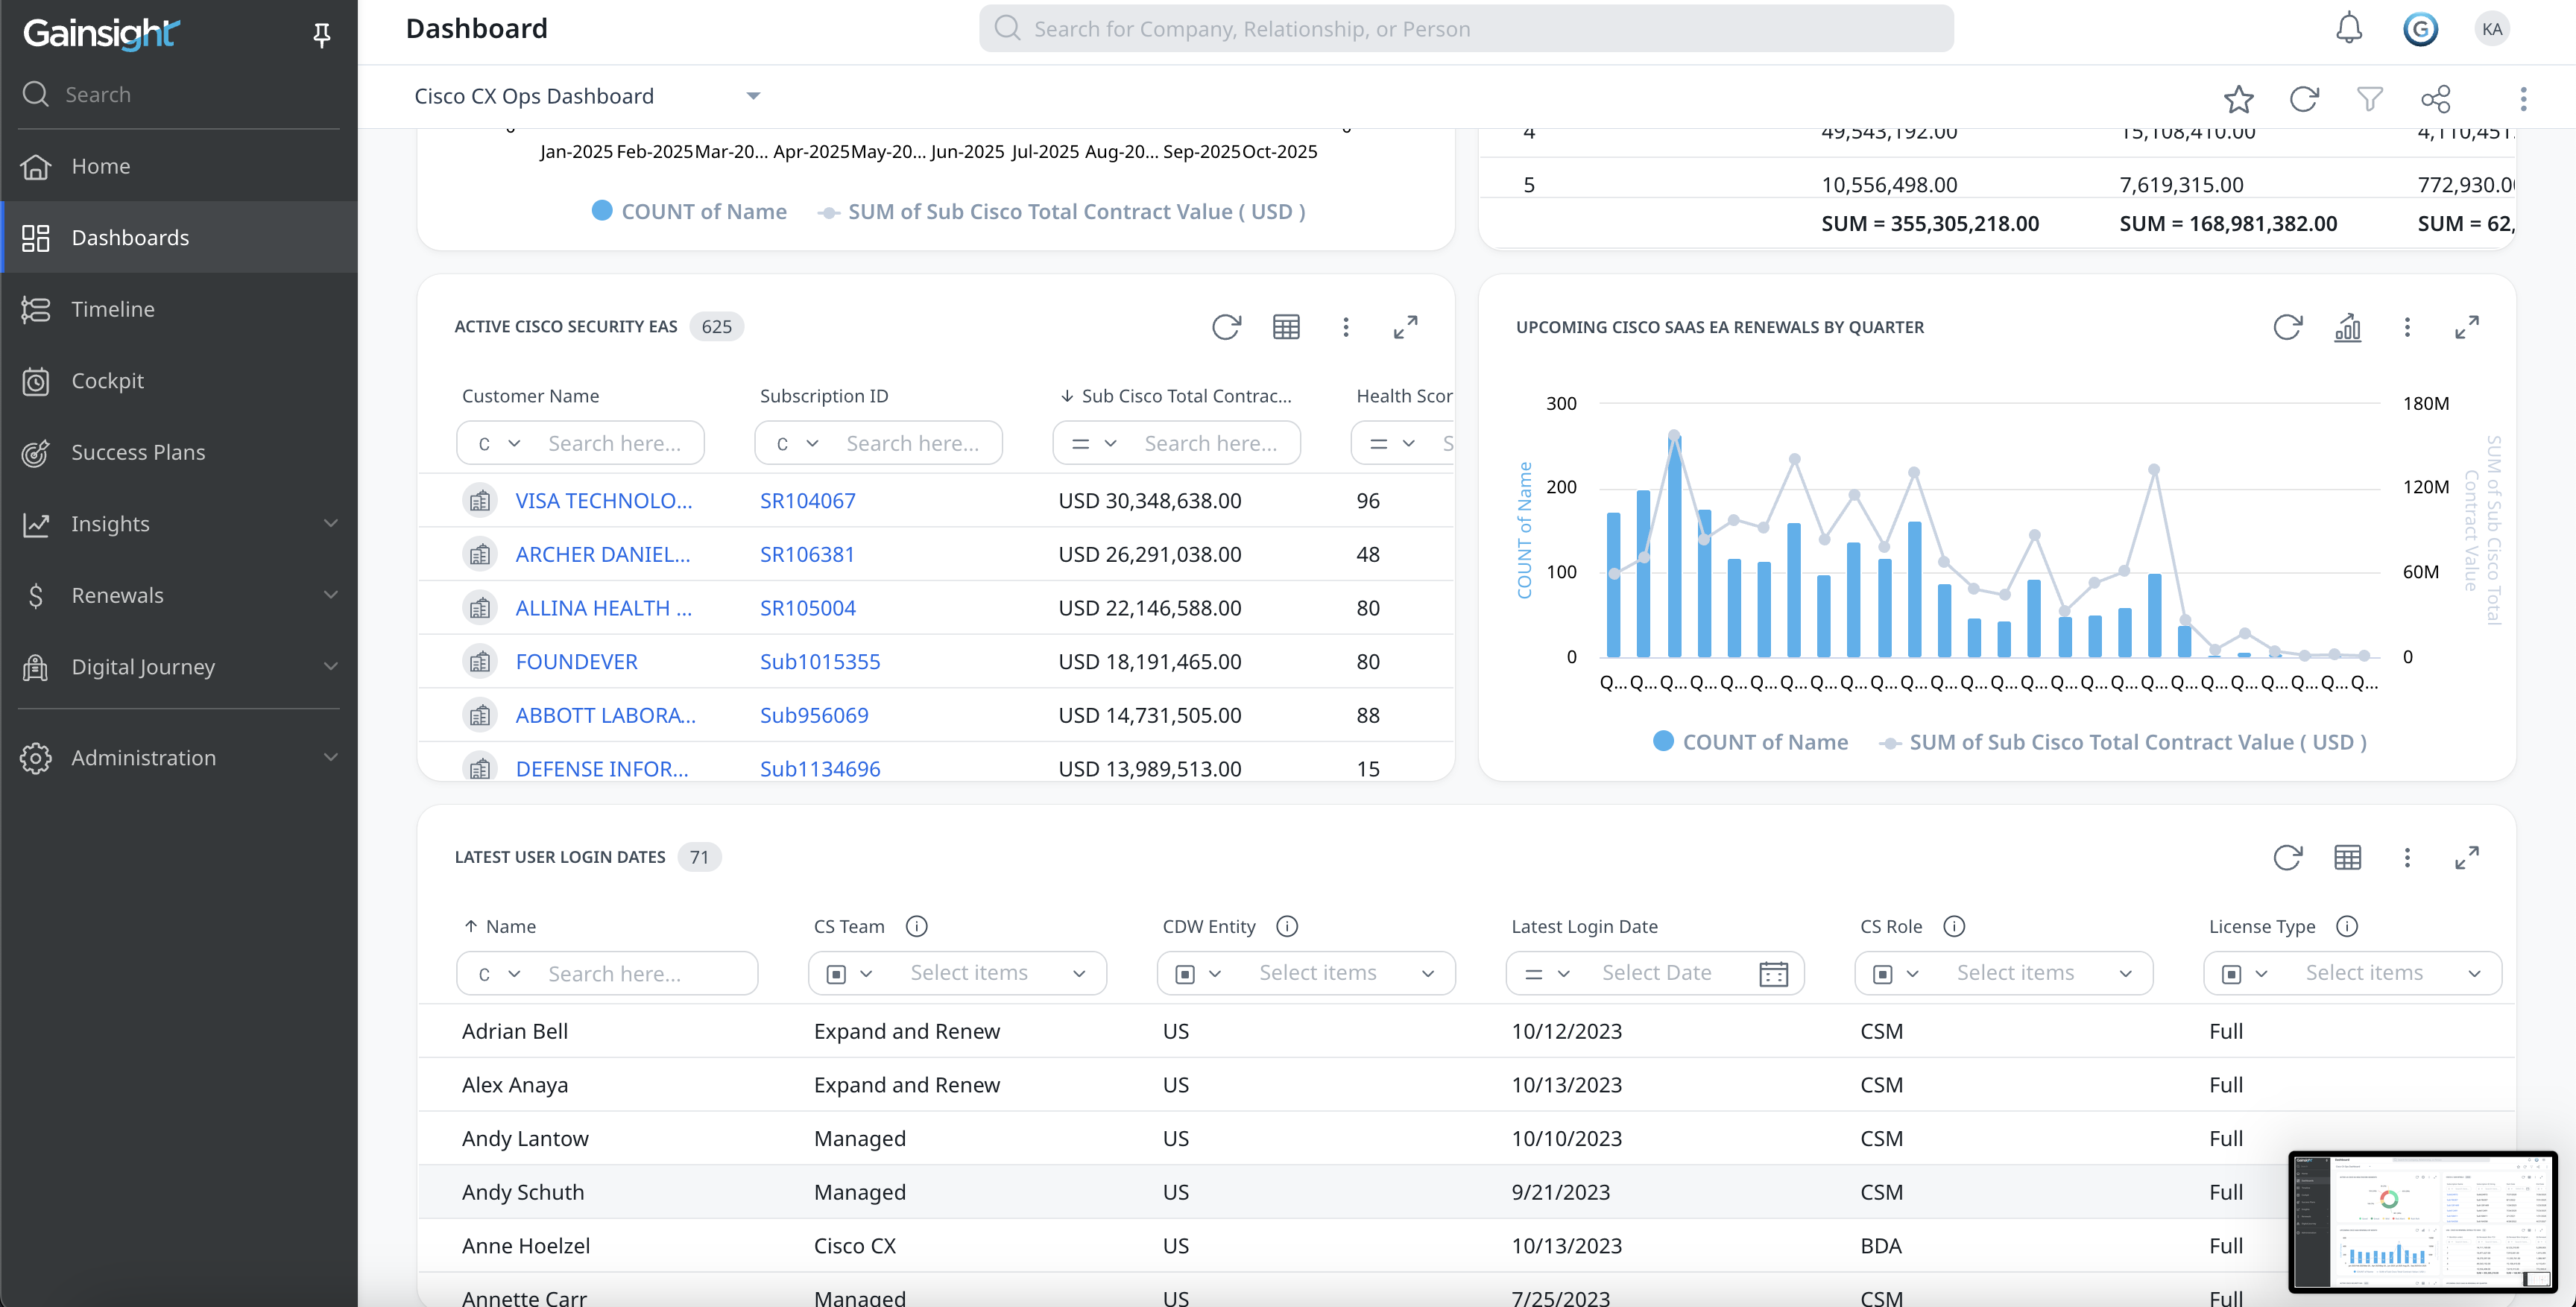 Gainsight
Search
Home
Dashboards
Timeline
Cockpit
Success Plans
Insights
Renewals
Digital Journey
Administration
Dashboard
Search for Company, Relationship, or Person
KA
Cisco CX Ops Dashboard
Jan-2025 Feb-2025 Mar-20... Apr-2025 May-20... Jun-2025 Jul-2025 Aug-20... Sep-2025 Oct-2025
COUNT of Name SUM of Sub Cisco Total Contract Value ( USD )
4 49,543,192.00 15,108,410.00 4,110,451.
5 10,556,498.00 7,619,315.00 772,930.0
SUM = 355,305,218.00 SUM = 168,981,382.00 SUM = 62,
ACTIVE CISCO SECURITY EAS 625
Customer Name Subscription ID Sub Cisco Total Contrac... Health Scor
C Search here... C Search here... = Search here... = S
VISA TECHNOLO... SR104067 USD 30,348,638.00 96
ARCHER DANIEL... SR106381 USD 26,291,038.00 48
ALLINA HEALTH ... SR105004 USD 22,146,588.00 80
FOUNDEVER Sub1015355 USD 18,191,465.00 80
ABBOTT LABORA... Sub956069 USD 14,731,505.00 88
DEFENSE INFOR... Sub1134696 USD 13,989,513.00 15
UPCOMING CISCO SAAS EA RENEWALS BY QUARTER
300 180M
200 120M
100 60M
0 0
COUNT of Name
SUM of Sub Cisco Total
Contract Value
Q... Q... Q... Q... Q... Q... Q... Q... Q... Q... Q... Q... Q... Q... Q... Q... Q... Q... Q... Q... Q... Q... Q... Q... Q... Q...
COUNT of Name SUM of Sub Cisco Total Contract Value ( USD )
LATEST USER LOGIN DATES 71
Name CS Team CDW Entity Latest Login Date CS Role License Type
C Search here... Select items Select items = Select Date Select items Select items
Adrian Bell Expand and Renew US 10/12/2023 CSM Full
Alex Anaya Expand and Renew US 10/13/2023 CSM Full
Andy Lantow Managed US 10/10/2023 CSM Full
Andy Schuth Managed US 9/21/2023 CSM Full
Anne Hoelzel Cisco CX US 10/13/2023 BDA Full
Annette Carr Managed US 7/25/2023 CSM Full